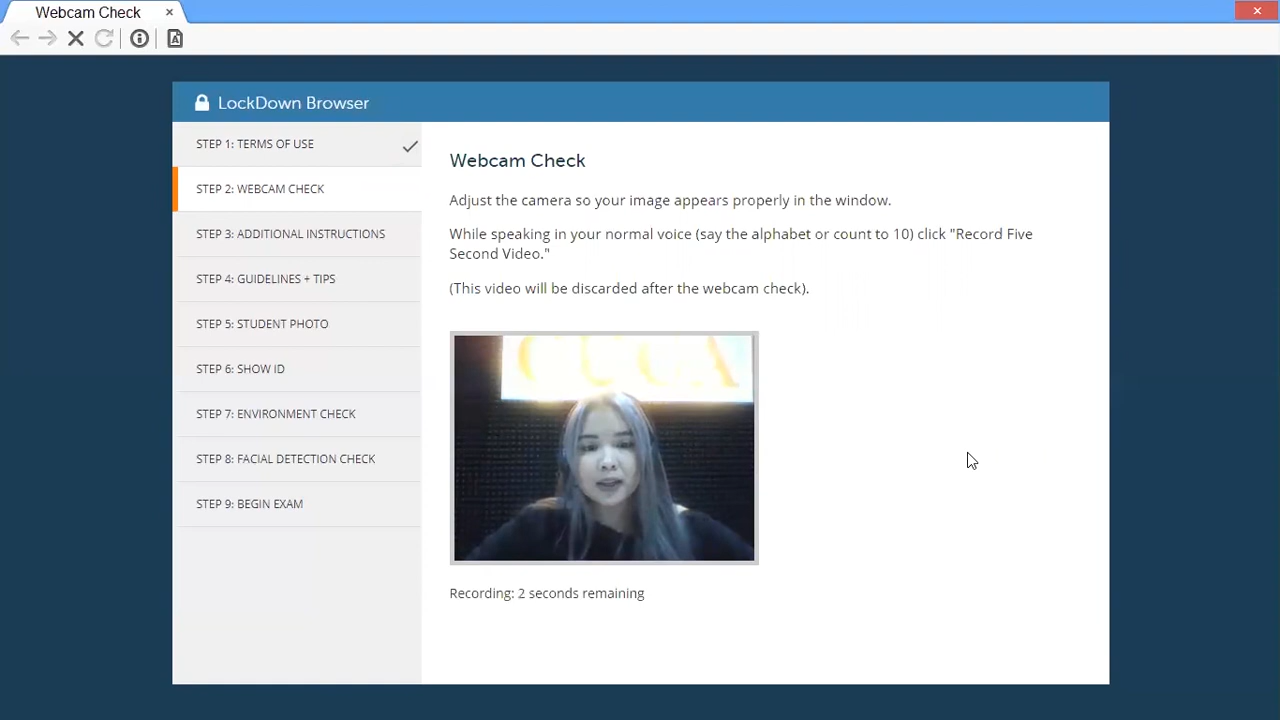 Webcam Check
LockDown Browser
STEP 1: TERMS OF USE
STEP 2: WEBCAM CHECK
STEP 3: ADDITIONAL INSTRUCTIONS
STEP 4: GUIDELINES + TIPS
STEP 5: STUDENT PHOTO
STEP 6: SHOW ID
STEP 7: ENVIRONMENT CHECK
STEP 8: FACIAL DETECTION CHECK
STEP 9: BEGIN EXAM
Webcam Check
Adjust the camera so your image appears properly in the window.
While speaking in your normal voice (say the alphabet or count to 10) click "Record Five
Second Video."
(This video will be discarded after the webcam check).
Recording: 2 seconds remaining